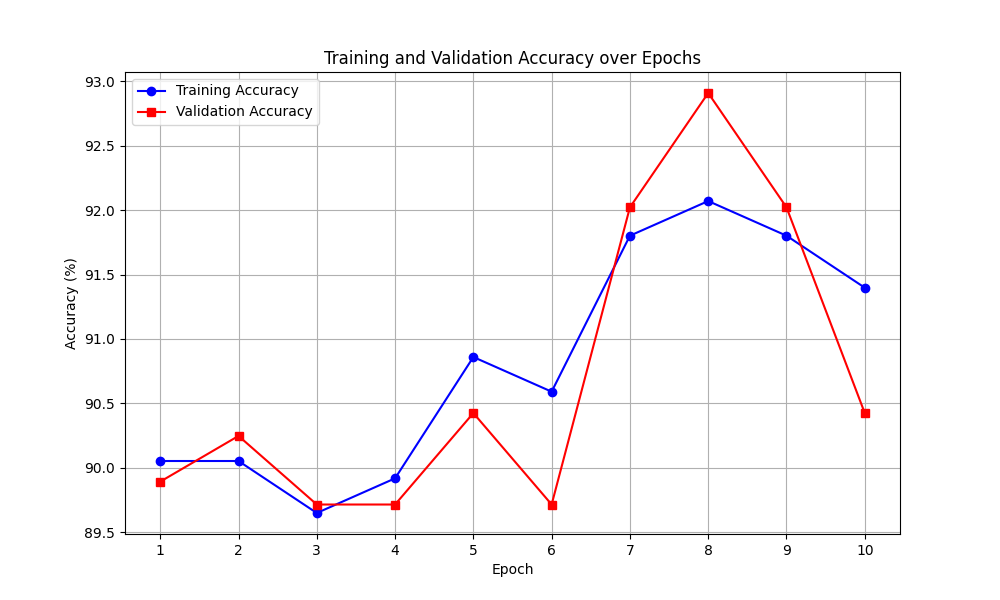 Training and Validation Accuracy over Epochs
Training Accuracy
Validation Accuracy
Accuracy (%)
93.0
92.5
92.0
91.5
91.0
90.5
90.0
89.5
1 2 3 4 5 6 7 8 9 10
Epoch